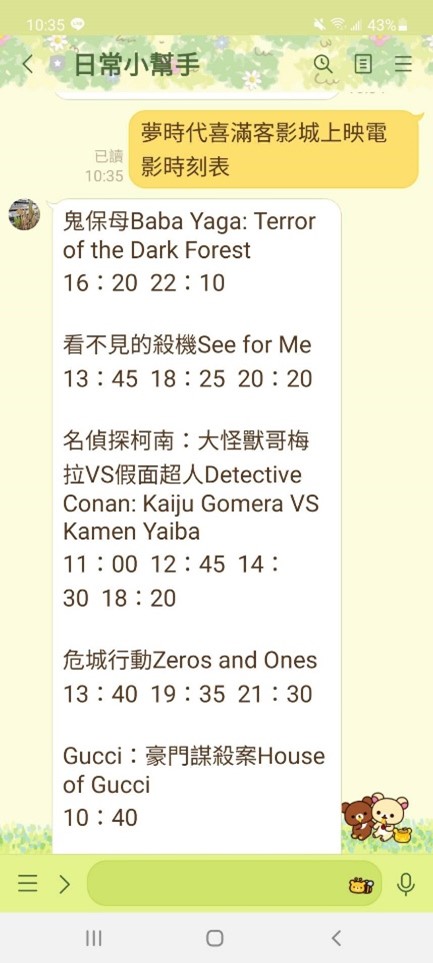 10:35
43%
日常小幫手
夢時代喜滿客影城上映電
影時刻表
已讀
10:35
鬼保母Baba Yaga: Terror
of the Dark Forest
16：20 22：10
看不見的殺機See for Me
13：45 18：25 20：20
名偵探柯南：大怪獸哥梅
拉VS假面超人Detective
Conan: Kaiju Gomera VS
Kamen Yaiba
11：00 12：45 14：
30 18：20
危城行動Zeros and Ones
13：40 19：35 21：30
Gucci：豪門謀殺案House
of Gucci
10：40